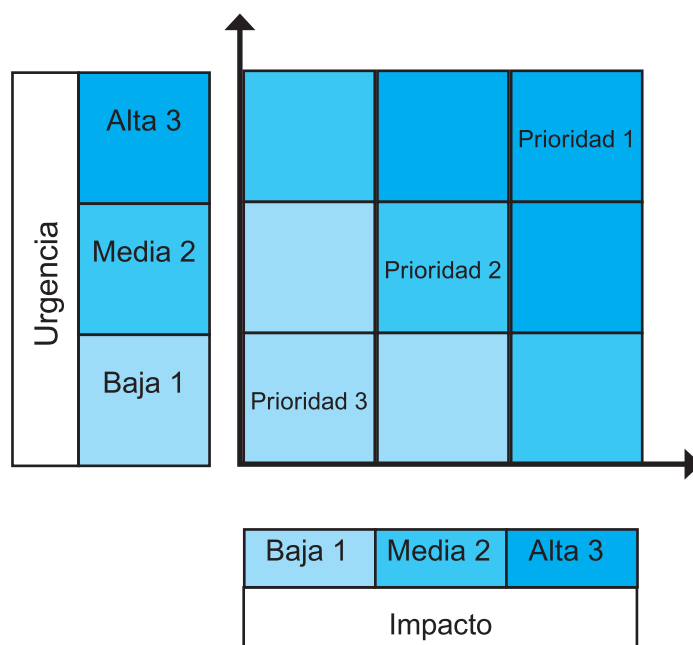 Urgencia
Alta 3
Media 2
Baja 1
Prioridad 1
Prioridad 2
Prioridad 3
Baja 1
Media 2
Alta 3
Impacto